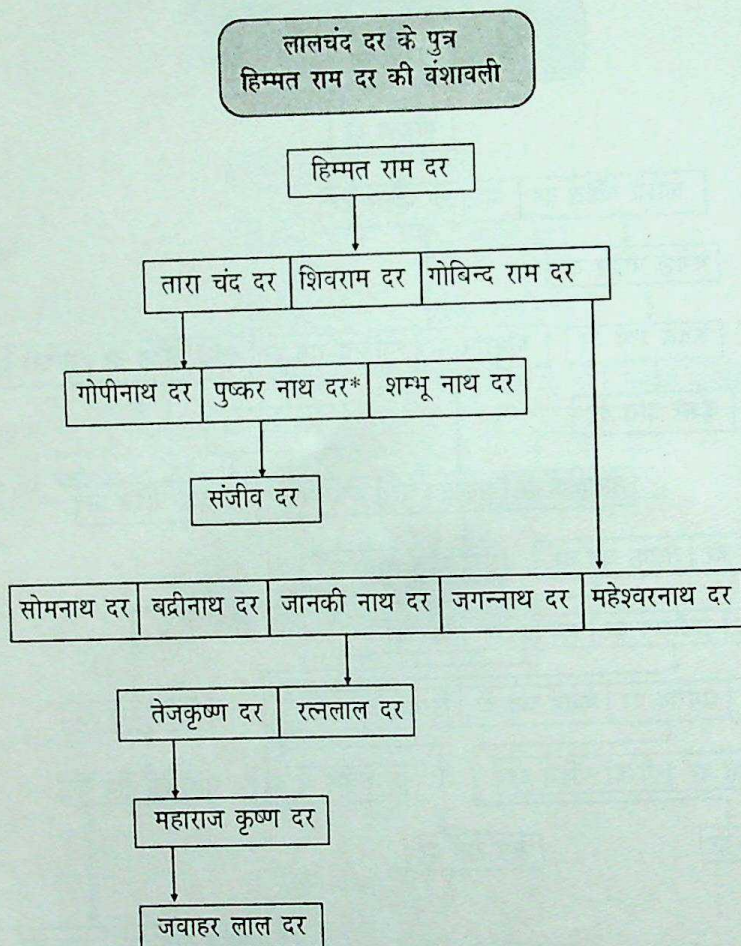 लालचंद दर के पुत्र
हिम्मत राम दर की वंशावली
हिम्मत राम दर
तारा चंद दर शिवराम दर गोबिन्द राम दर
गोपीनाथ दर पुष्कर नाथ दर* शम्भू नाथ दर
संजीव दर
सोमनाथ दर बद्रीनाथ दर जानकी नाथ दर जगन्नाथ दर महेश्वरनाथ दर
तेजकृष्ण दर रत्नलाल दर
महाराज कृष्ण दर
जवाहर लाल दर